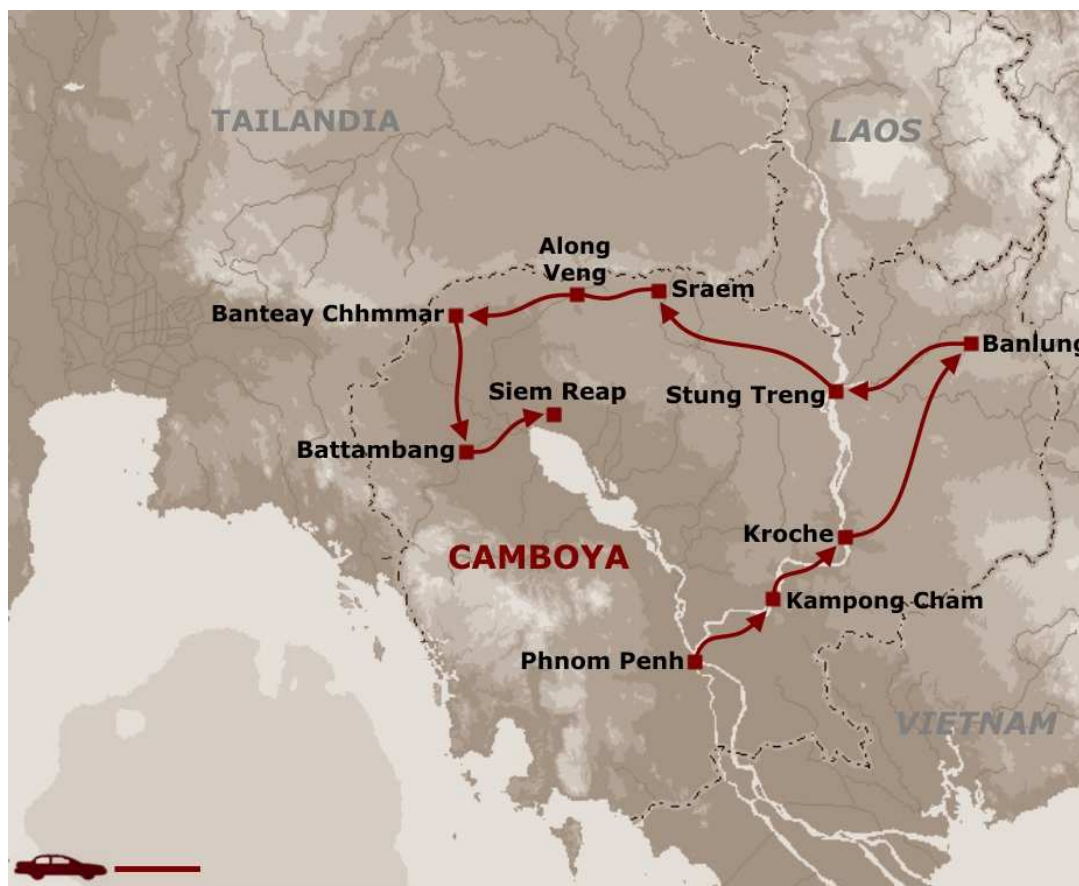 TAILANDIA
LAOS
Along
Veng
Sraem
Banteay Chhmmar
Banlung
Siem Reap
Stung Treng
Battambang
Kroche
CAMBOYA
Kampong Cham
Phnom Penh
VIETNAM